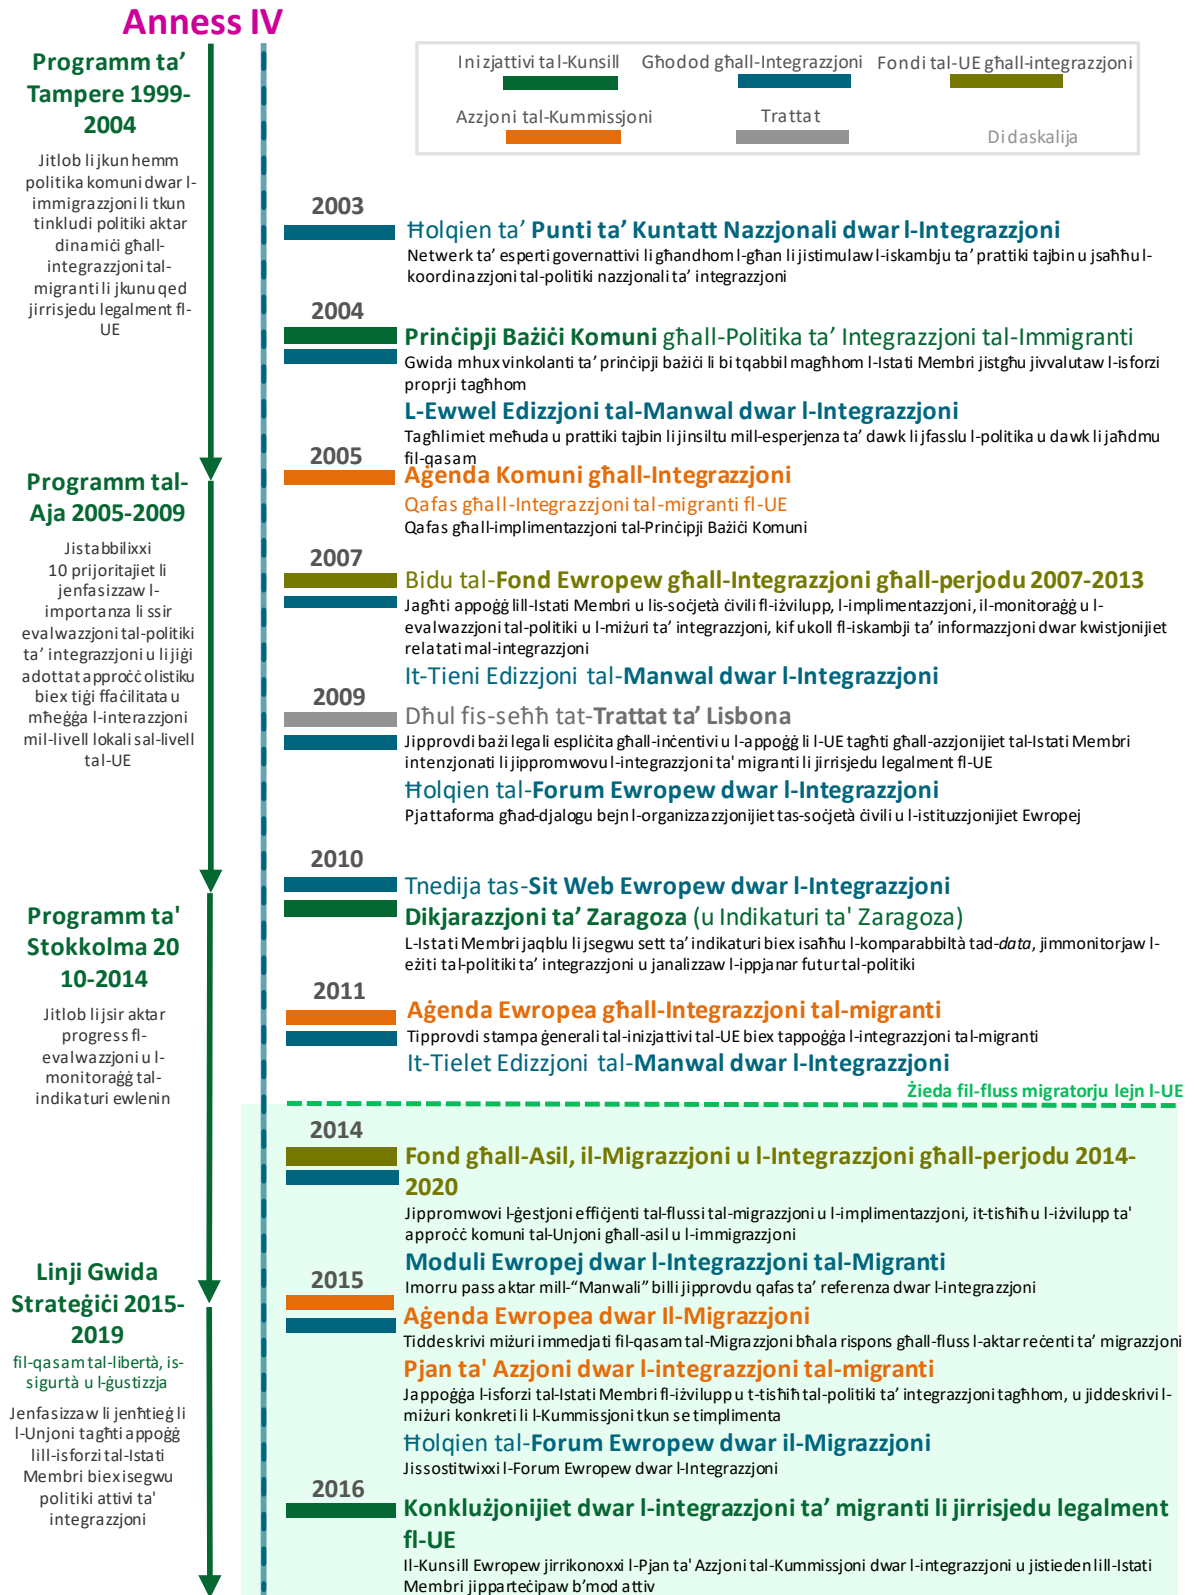 Anness IV
Programm ta’
Tampere 1999-
2004
Jitlob li jkun hemm
politika komuni dwar l-
immigrazzjoni li tkun
tinkludi politiki aktar
dinamiċi għall-
integrazzjoni tal-
migranti li jkunu qed
jirrisjedu legalment fl-
UE
Programm tal-
Aja 2005-2009
Jistabbilixxi
10 prijoritajiet li
jenfasizzaw l-
importanza li ssir
evalwazzjoni tal-politiki
ta’ integrazzjoni u li jiġi
adottat approċċ olistiku
biex tiġi ffaċilitata u
mħeġġa l-interazzjoni
mil-livell lokali sal-livell
tal-UE
Programm ta'
Stokkolma 20
10-2014
Jitlob li jsir aktar
progress fl-
evalwazzjoni u l-
monitoraġġ tal-
indikaturi ewlenin
Linji Gwida
Strateġiċi 2015-
2019
fil-qasam tal-libertà, is-
sigurtà u l-ġustizzja
Jenfasizzaw li jenħtieġ li
l-Unjoni tagħti appoġġ
lill-isforzi tal-Istati
Membri biex isegwu
politiki attivi ta'
integrazzjoni
Inizjattivi tal-Kunsill
Għodod għall-Integrazzjoni
Fondi tal-UE għall-integrazzjoni
Azzjoni tal-Kummissjoni
Trattat
Didaskalija
2003
Ħolqien ta’ Punti ta’ Kuntatt Nazzjonali dwar l-Integrazzjoni
Netwerk ta’ esperti governattivi li għandhom l-għan li jistimulaw l-iskambju ta’ prattiki tajbin u jsaħħu l-
koordinazzjoni tal-politiki nazzjonali ta’ integrazzjoni
2004
Prinċipji Bażiċi Komuni għall-Politika ta’ Integrazzjoni tal-Immigranti
Gwida mhux vinkolanti ta’ prinċipji bażiċi li bi tqabbil magħhom l-Istati Membri jistgħu jivvalutaw l-isforzi
proprji tagħhom
L-Ewwel Edizzjoni tal-Manwal dwar l-Integrazzjoni
Tagħlimiet meħuda u prattiki tajbin li jinsiltu mill-esperjenza ta’ dawk li jfasslu l-politika u dawk li jaħdmu
fil-qasam
2005
Aġenda Komuni għall-Integrazzjoni
Qafas għall-Integrazzjoni tal-migranti fl-UE
Qafas għall-implimentazzjoni tal-Prinċipji Bażiċi Komuni
2007
Bidu tal-Fond Ewropew għall-Integrazzjoni għall-perjodu 2007-2013
Jagħti appoġġ lill-Istati Membri u lis-soċjetà ċivili fl-iżvilupp, l-implimentazzjoni, il-monitoraġġ u l-
evalwazzjoni tal-politiki u l-miżuri ta’ integrazzjoni, kif ukoll fl-iskambji ta’ informazzjoni dwar kwistjonijiet
relatati mal-integrazzjoni
It-Tieni Edizzjoni tal-Manwal dwar l-Integrazzjoni
2009
Dħul fis-seħħ tat-Trattat ta’ Lisbona
Jipprovdi bażi legali espliċita għall-inċentivi u l-appoġġ li l-UE tagħti għall-azzjonijiet tal-Istati Membri
intenzjonati li jippromwovu l-integrazzjoni ta' migranti li jirrisjedu legalment fl-UE
Ħolqien tal-Forum Ewropew dwar l-Integrazzjoni
Pjattaforma għad-djalogu bejn l-organizzazzjonijiet tas-soċjetà ċivili u l-istituzzjonijiet Ewropej
2010
Tnedija tas-Sit Web Ewropew dwar l-Integrazzjoni
Dikjarazzjoni ta’ Zaragoza (u Indikaturi ta' Zaragoza)
L-Istati Membri jaqblu li jsegwu sett ta’ indikaturi biex isaħħu l-komparabbiltà tad-data, jimmonitorjaw l-
eżiti tal-politiki ta’ integrazzjoni u janalizzaw l-ippjanar futur tal-politiki
2011
Aġenda Ewropea għall-Integrazzjoni tal-migranti
Tipprovdi stampa ġenerali tal-inizjattivi tal-UE biex tappoġġa l-integrazzjoni tal-migranti
It-Tielet Edizzjoni tal-Manwal dwar l-Integrazzjoni
Żieda fil-fluss migratorju lejn l-UE
2014
Fond għall-Asil, il-Migrazzjoni u l-Integrazzjoni għall-perjodu 2014-
2020
Jippromwovi l-ġestjoni effiċjenti tal-flussi tal-migrazzjoni u l-implimentazzjoni, it-tisħiħ u l-iżvilupp ta'
approċċ komuni tal-Unjoni għall-asil u l-immigrazzjoni
Moduli Ewropej dwar l-Integrazzjoni tal-Migranti
Imorru pass aktar mill-“Manwali” billi jipprovdu qafas ta’ referenza dwar l-integrazzjoni
2015
Aġenda Ewropea dwar Il-Migrazzjoni
Tiddeskrivi miżuri immedjati fil-qasam tal-Migrazzjoni bħala rispons għall-fluss l-aktar reċenti ta’ migrazzjoni
Pjan ta' Azzjoni dwar l-integrazzjoni tal-migranti
Jappoġġa l-isforzi tal-Istati Membri fl-iżvilupp u t-tisħiħ tal-politiki ta’ integrazzjoni tagħhom, u jiddeskrivi l-
miżuri konkreti li l-Kummissjoni tkun se timplimenta
Ħolqien tal-Forum Ewropew dwar il-Migrazzjoni
Jissostitwixxi l-Forum Ewropew dwar l-Integrazzjoni
2016
Konklużjonijiet dwar l-integrazzjoni ta’ migranti li jirrisjedu legalment
fl-UE
Il-Kunsill Ewropew jirrikonoxxi l-Pjan ta' Azzjoni tal-Kummissjoni dwar l-integrazzjoni u jistieden lill-Istati
Membri jipparteċipaw b’mod attiv